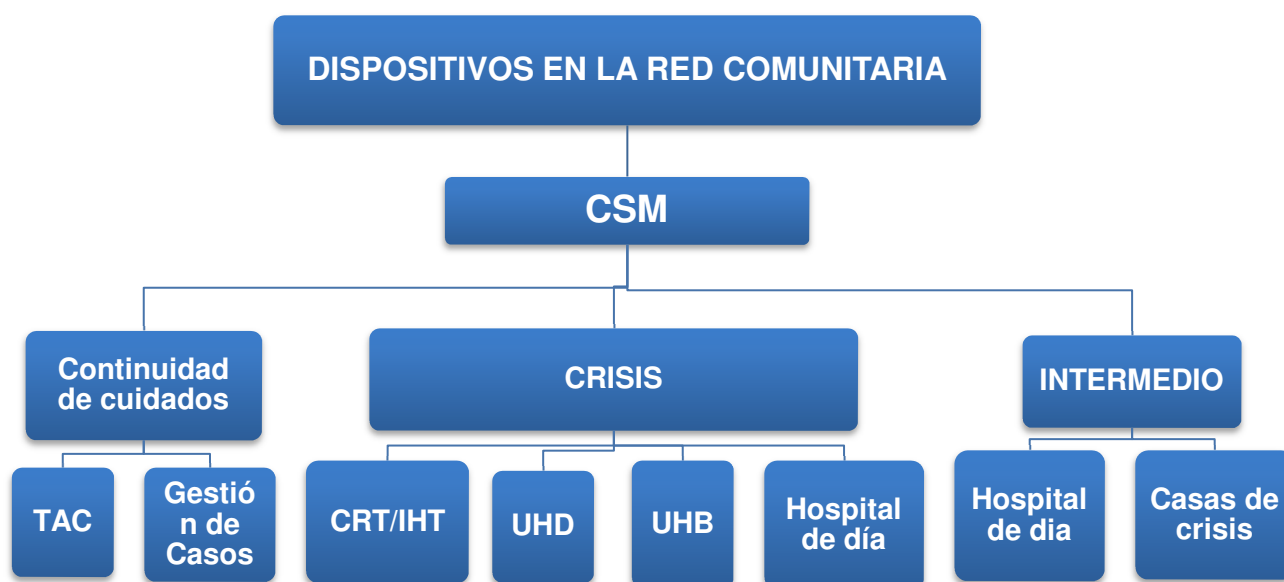 DISPOSITIVOS EN LA RED COMUNITARIA
CSM
Continuidad
de cuidados
CRISIS
INTERMEDIO
TAC
Gestió
n de
Casos
CRT/IHT
UHD
UHB
Hospital
de día
Hospital
de dia
Casas de
crisis